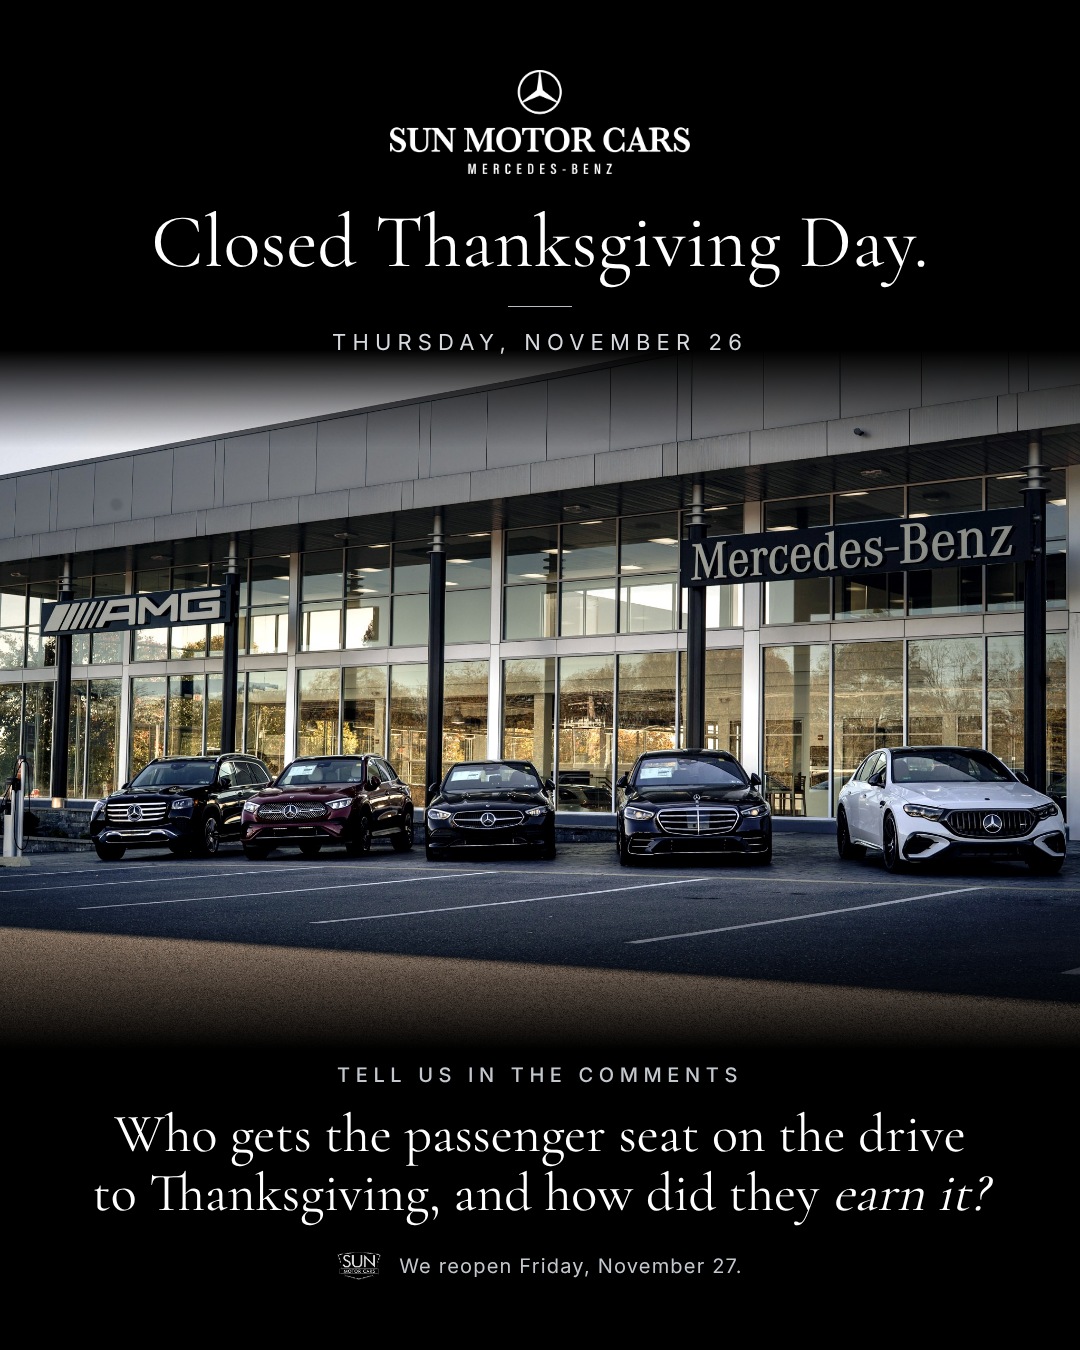 SUN MOTOR CARS
MERCEDES-BENZ
Closed Thanksgiving Day.
THURSDAY, NOVEMBER 26
Mercedes-Benz
AMG
TELL US IN THE COMMENTS
Who gets the passenger seat on the drive
to Thanksgiving, and how did they earn it?
SUN
MOTOR CARS
We reopen Friday, November 27.